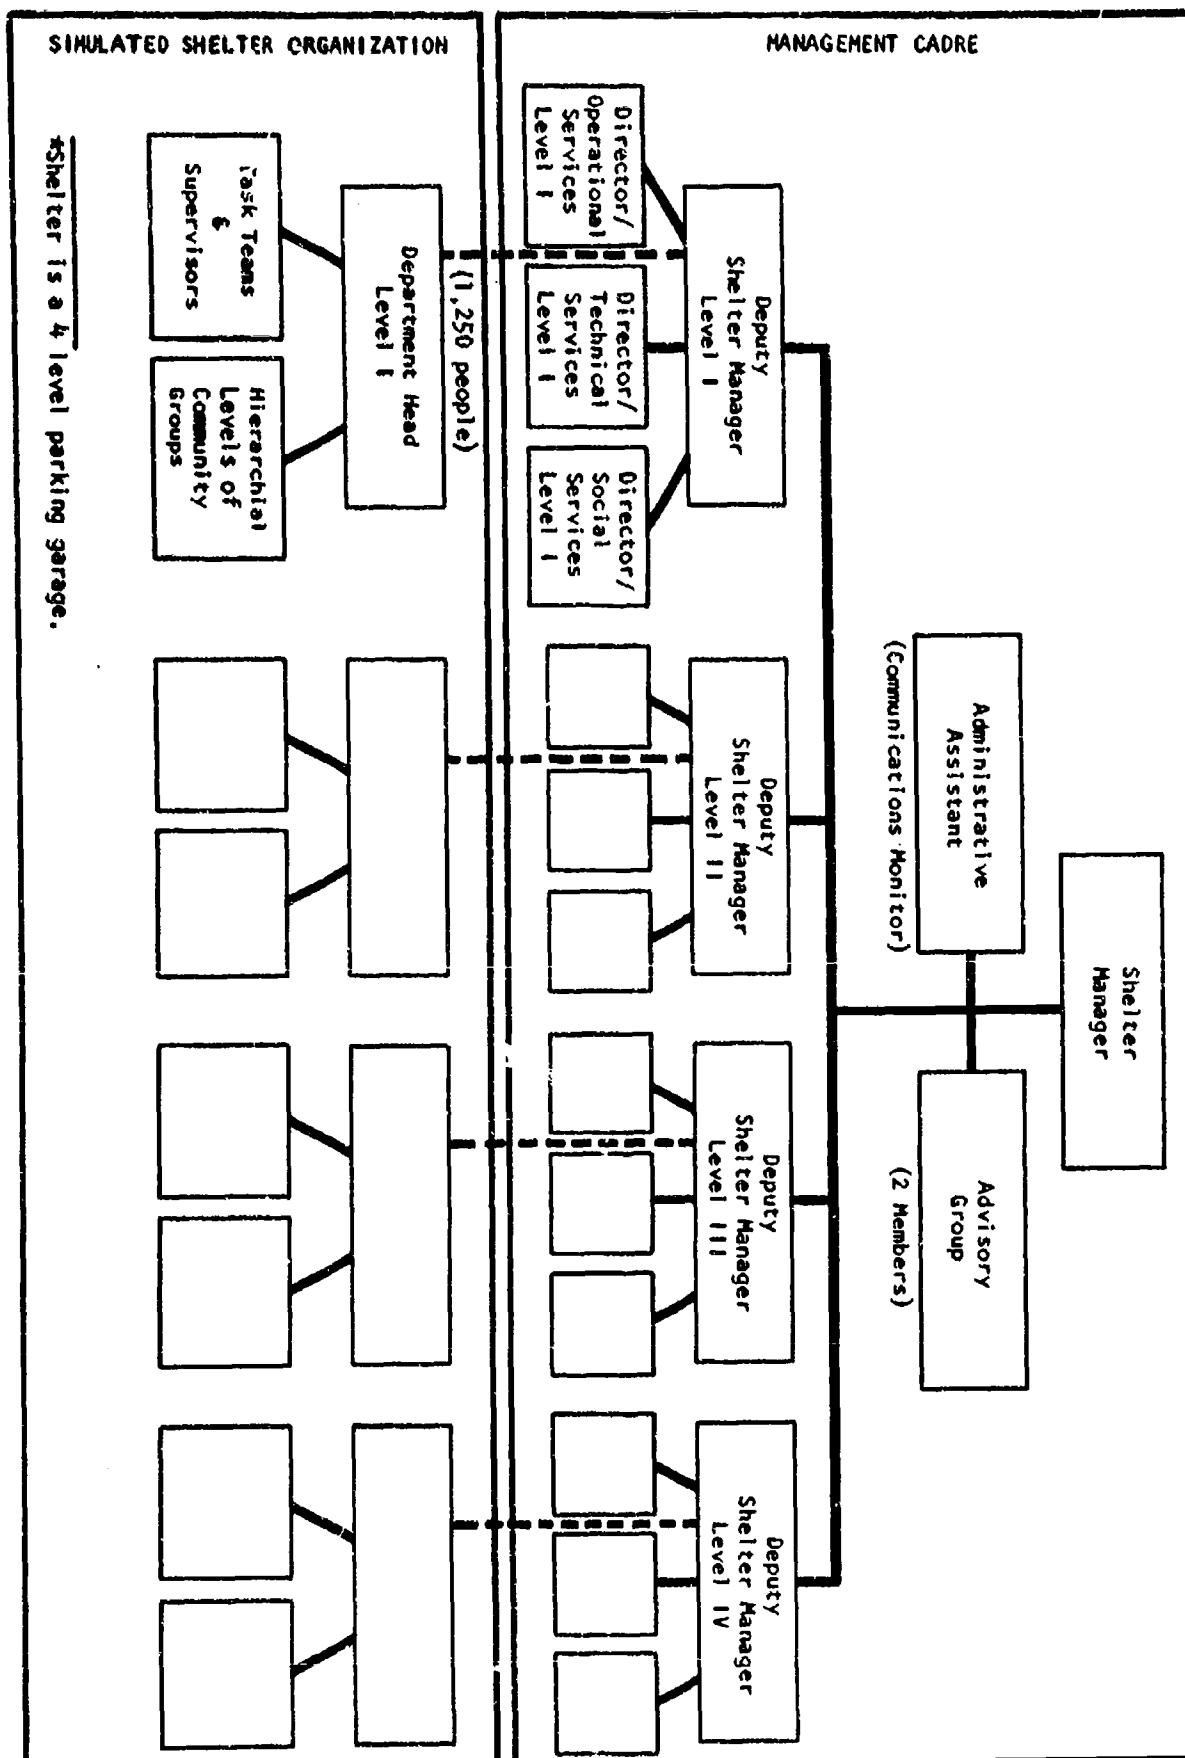 MANAGEMENT CADRE
Shelter
Manager
Administrative
Assistant
(Communications Monitor)
Advisory
Group
(2 Members)
Deputy
Shelter Manager
Level I
Deputy
Shelter Manager
Level II
Deputy
Shelter Manager
Level III
Deputy
Shelter Manager
Level IV
Director/
Operational
Services
Level I
Director/
Technical
Services
Level I
Director/
Social
Services
Level I
SIMULATED SHELTER ORGANIZATION
(1,250 people)
Department Head
Level I
Task Teams
&
Supervisors
Hierarchial
Levels of
Community
Groups
*Shelter is a 4 level parking garage.